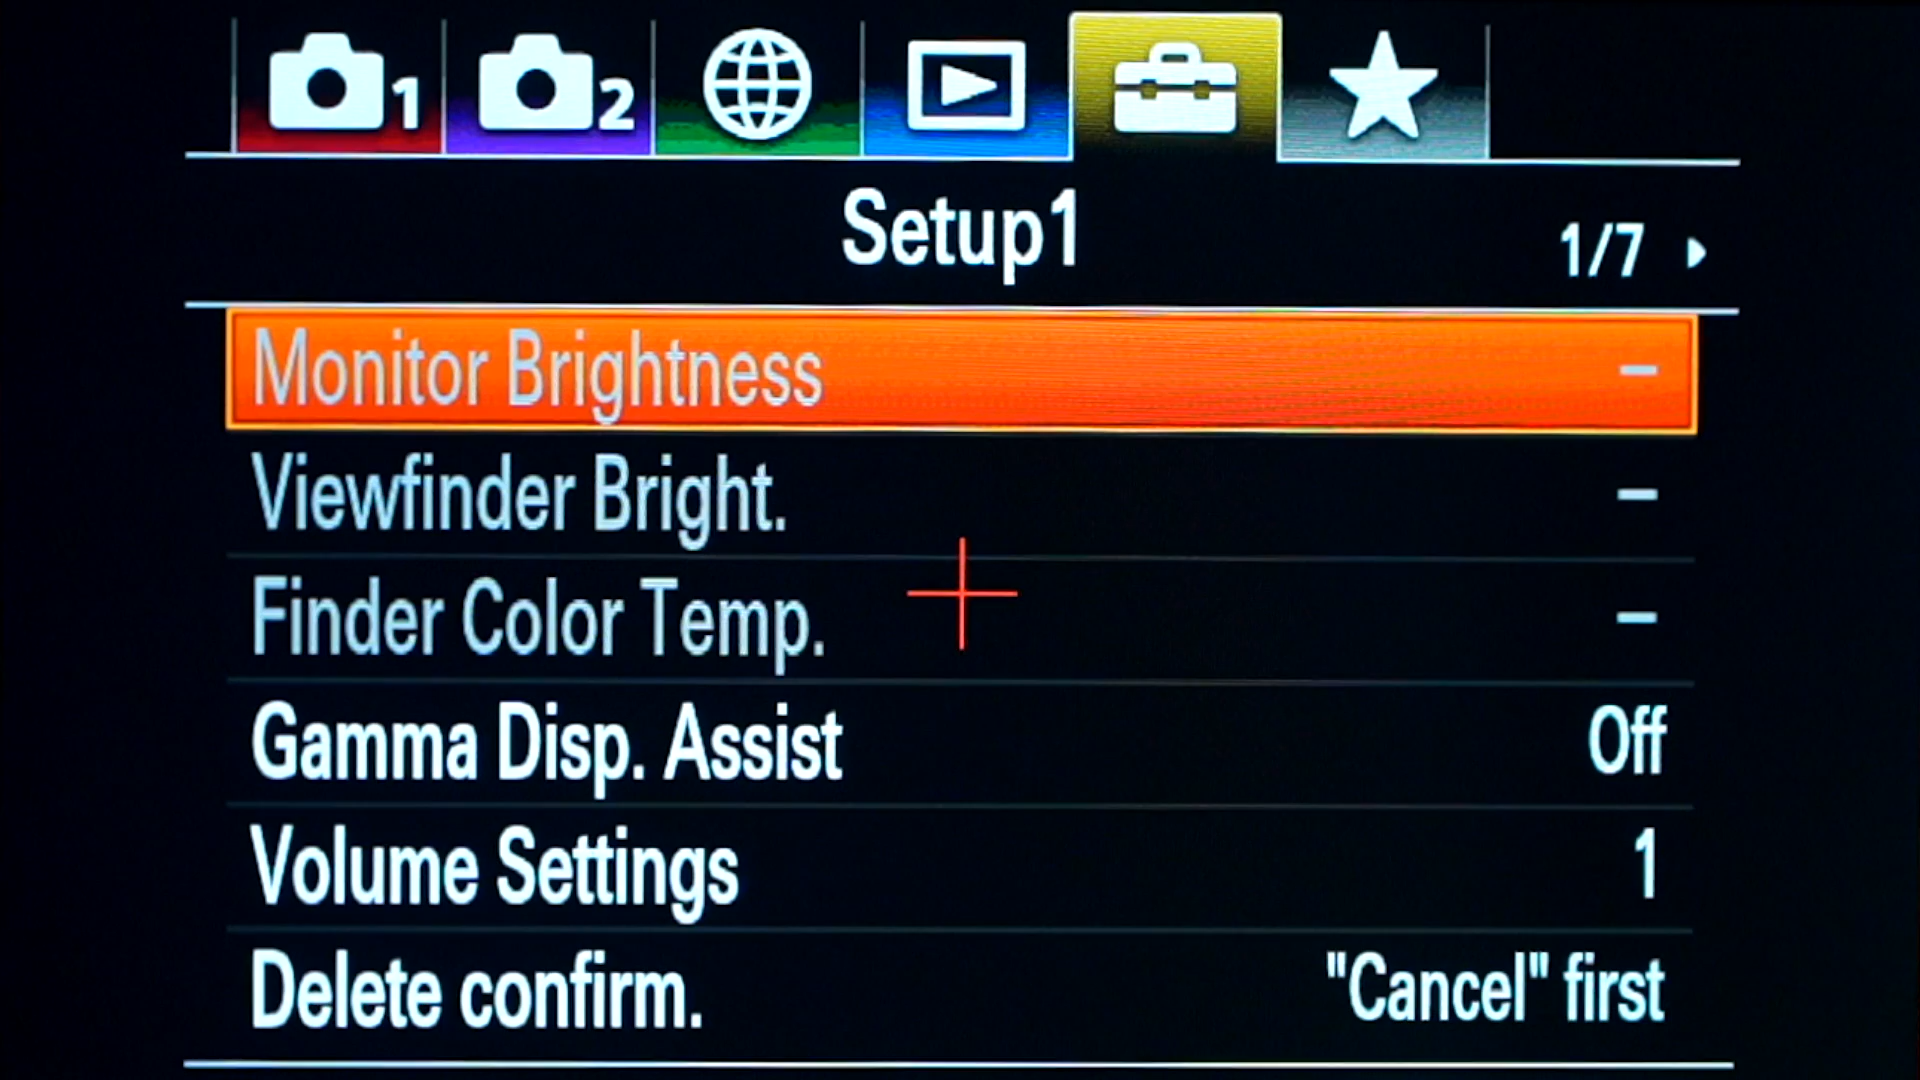 1 2
Setup1
1/7
Monitor Brightness –
Viewfinder Bright. –
Finder Color Temp. –
Gamma Disp. Assist Off
Volume Settings 1
Delete confirm. "Cancel" first